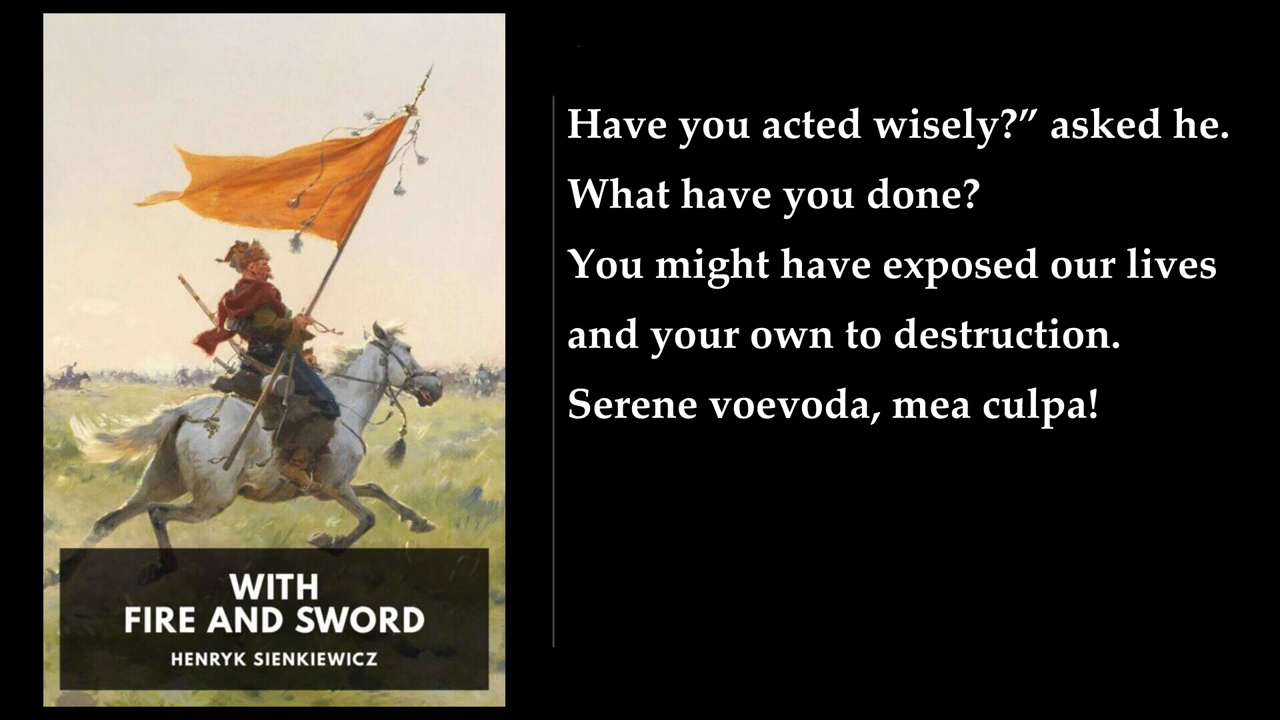 Have you acted wisely?” asked he.
What have you done?
You might have exposed our lives
and your own to destruction.
Serene voevoda, mea culpa!
WITH
FIRE AND SWORD
HENRYK SIENKIEWICZ